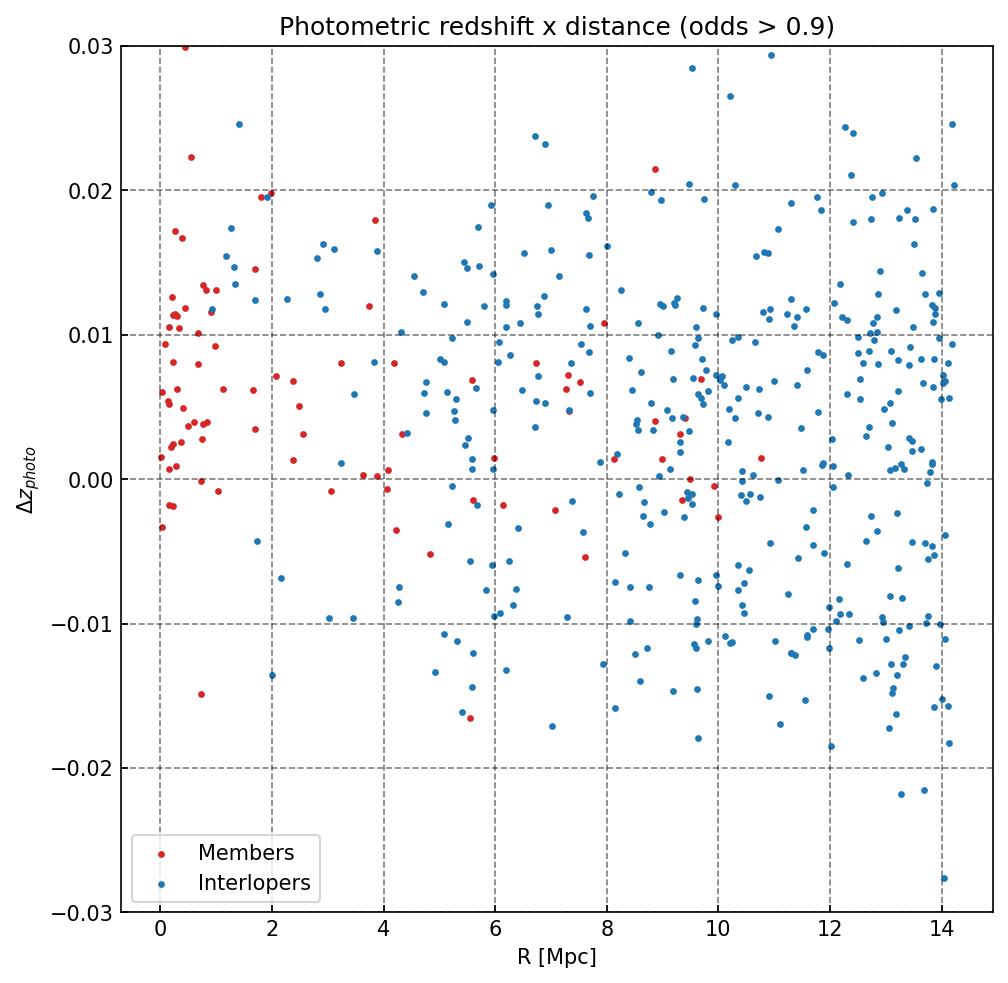 Photometric redshift x distance (odds > 0.9)
0.03
0.02
0.01
0.00
−0.01
−0.02
−0.03
Δz_photo
Members
Interlopers
0 2 4 6 8 10 12 14
R [Mpc]